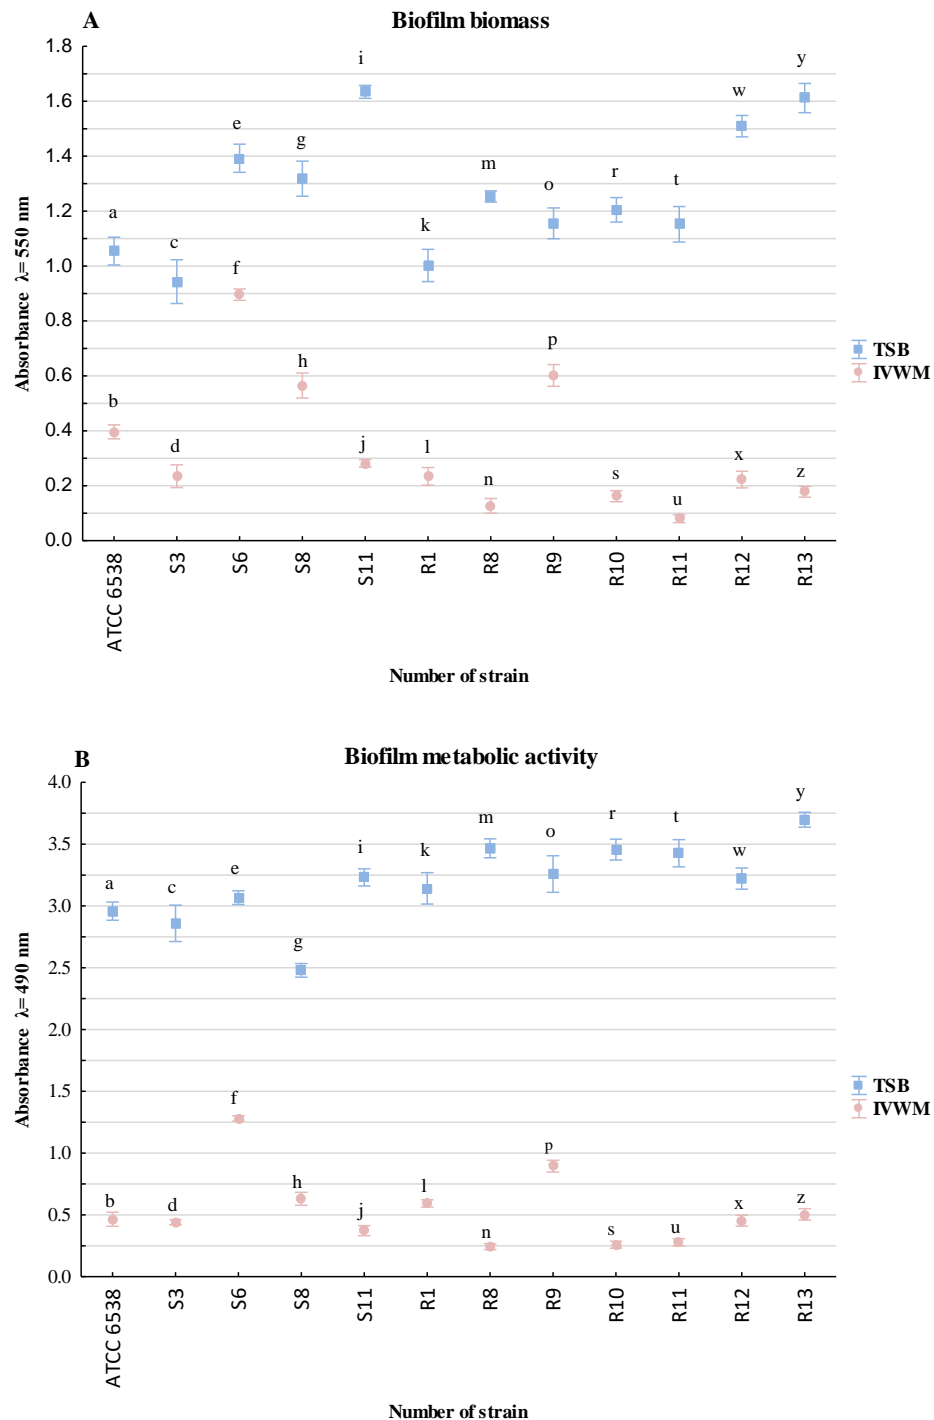 A
Biofilm biomass
1.8
1.6
1.4
1.2
1.0
0.8
0.6
0.4
0.2
0.0
Absorbance λ= 550 nm
a
b
c
d
e
f
g
h
i
j
k
l
m
n
o
p
r
s
t
u
w
x
y
z
TSB
IVWM
ATCC 6538
S3
S6
S8
S11
R1
R8
R9
R10
R11
R12
R13
Number of strain
B
Biofilm metabolic activity
4.0
3.5
3.0
2.5
2.0
1.5
1.0
0.5
0.0
Absorbance λ= 490 nm
a
b
c
d
e
f
g
h
i
j
k
l
m
n
o
p
r
s
t
u
w
x
y
z
TSB
IVWM
ATCC 6538
S3
S6
S8
S11
R1
R8
R9
R10
R11
R12
R13
Number of strain